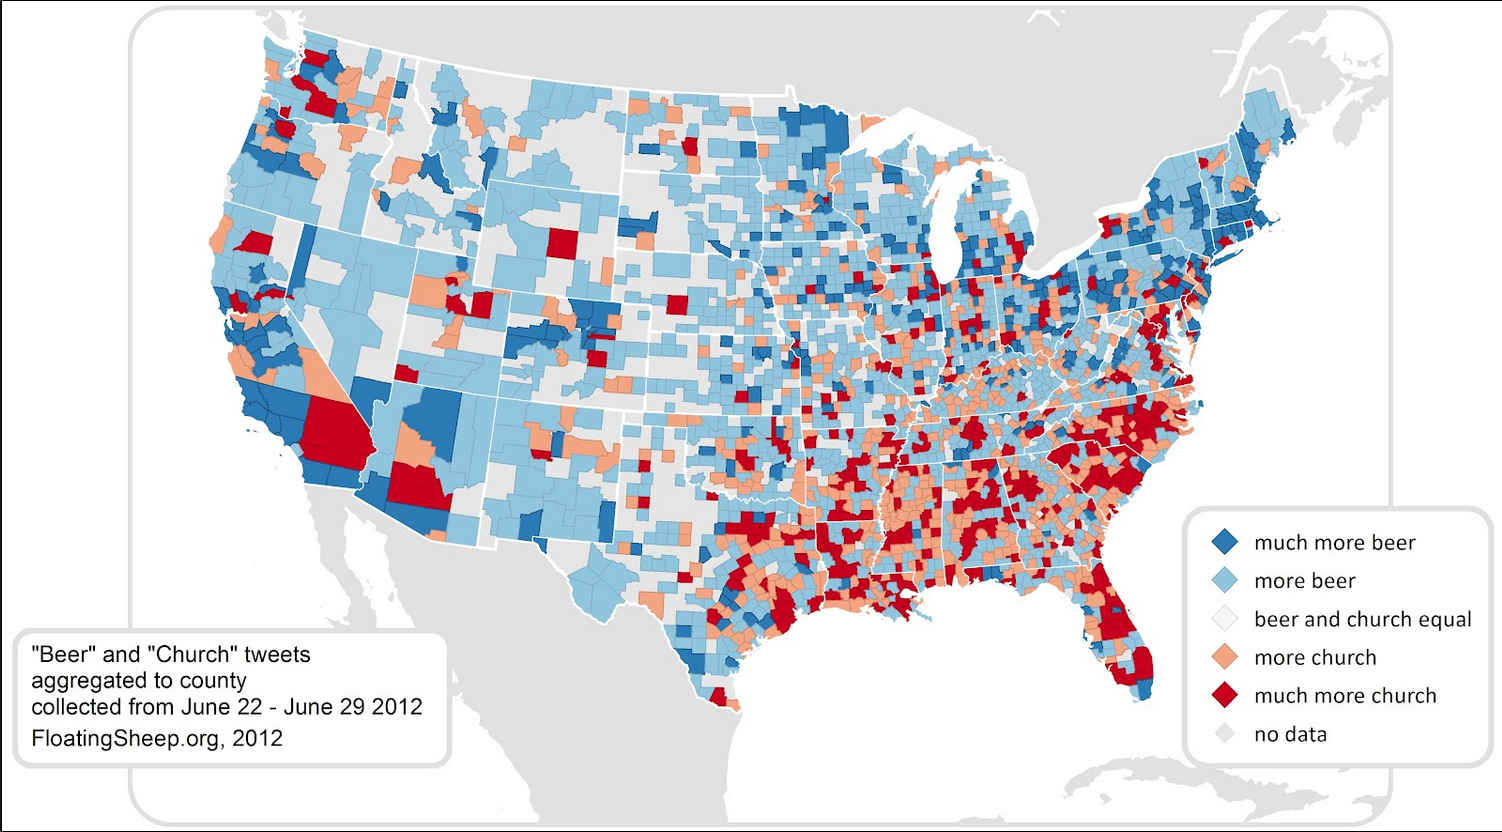 "Beer" and "Church" tweets
aggregated to county
collected from June 22 - June 29 2012
FloatingSheep.org, 2012
much more beer
more beer
beer and church equal
more church
much more church
no data